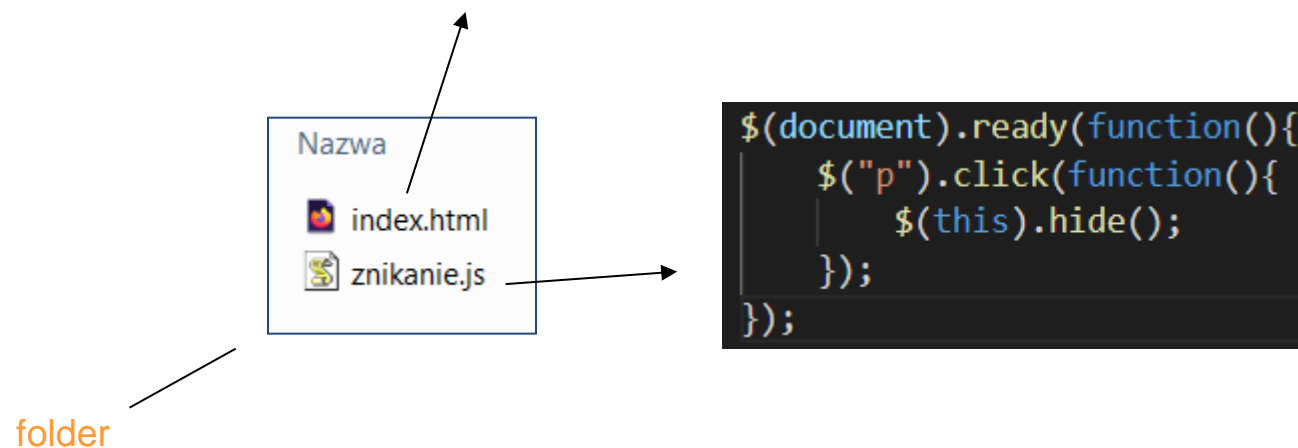 Nazwa
index.html
znikanie.js
$(document).ready(function(){
    $("p").click(function(){
        $(this).hide();
    });
});
folder